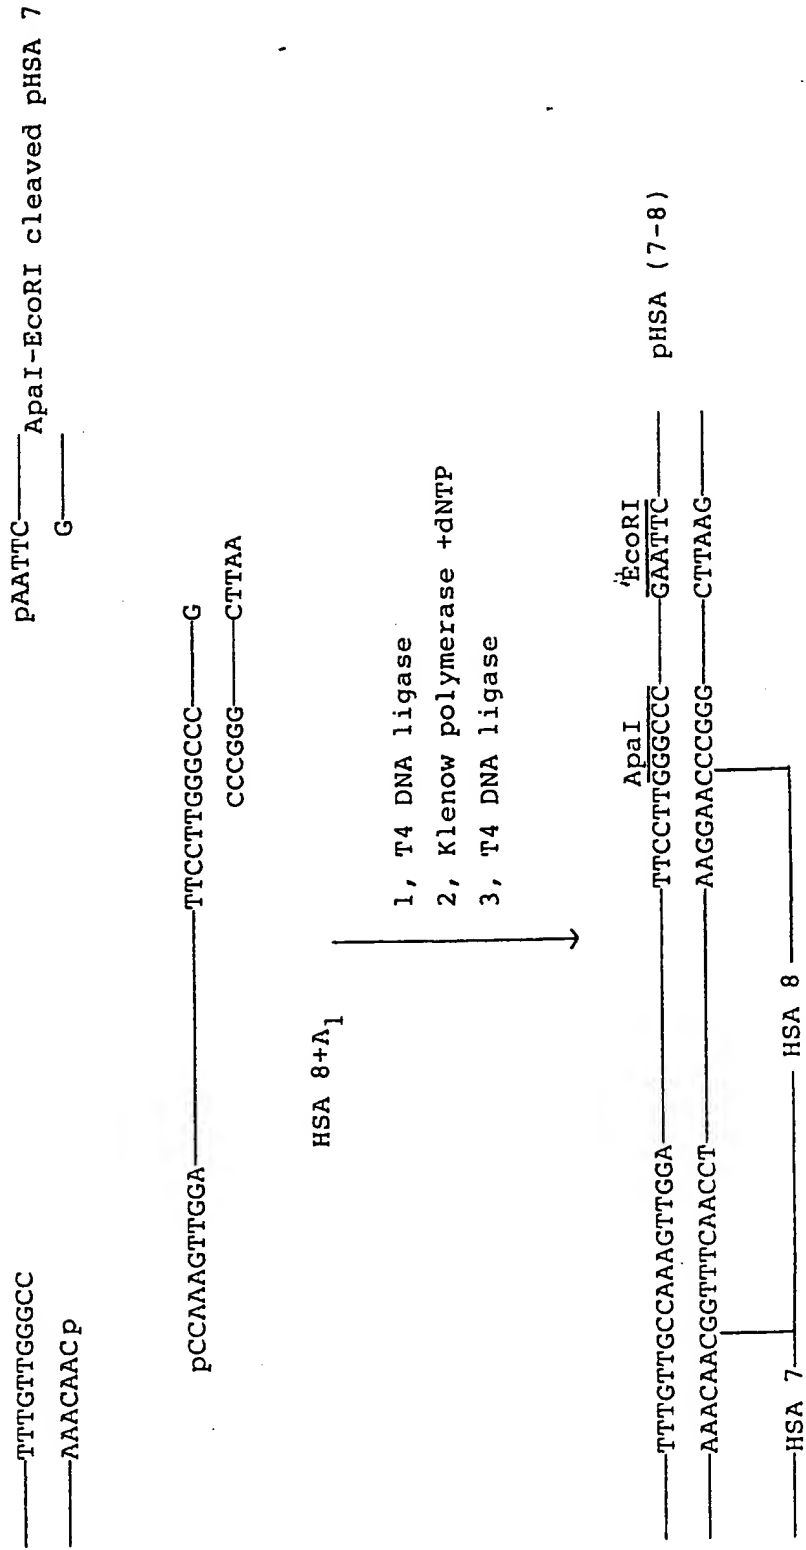 —TTTGTTGGGCC
pAATTC—
—AAACAACp
G—
ApaI-EcoRI cleaved pHSA 7
pCCAAAGTTGGA—TTCCTTGGGCCC—G
CCCGGG—CTTAA
HSA 8+A1
1, T4 DNA ligase
2, Klenow polymerase +dNTP
3, T4 DNA ligase
ApaI
EcoRI
—TTTGTTGCCAAAGTTGGA—TTCCTTGGGCCC—GAATTC—
—AAACAACGGTTTCAACCT—AAGGAACCCGGG—CTTAAG—
pHSA (7-8)
—HSA 7—HSA 8—